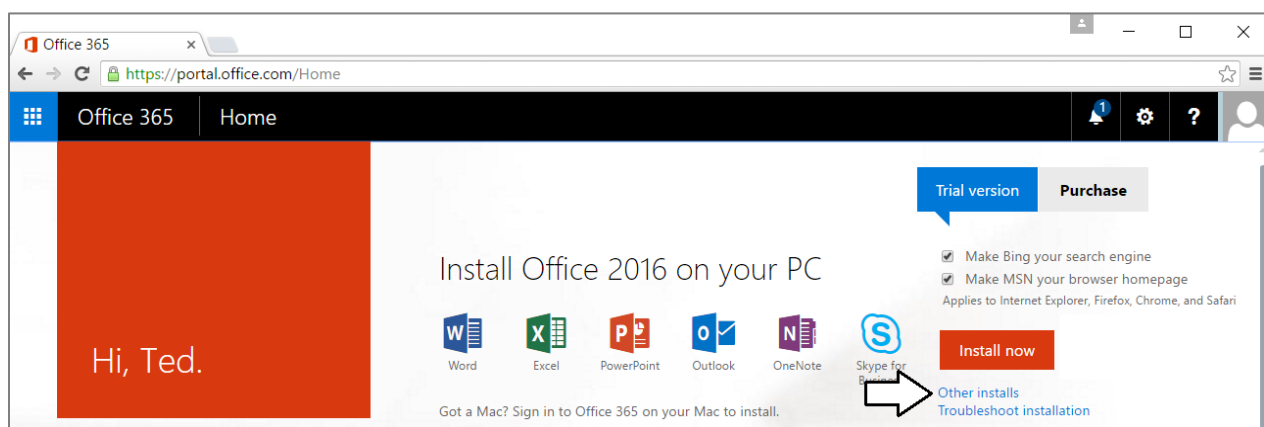 Office 365
https://portal.office.com/Home
Office 365 Home 1 ?
Trial version Purchase
Make Bing your search engine
Make MSN your browser homepage
Applies to Internet Explorer, Firefox, Chrome, and Safari
Install Office 2016 on your PC
Hi, Ted.
Word Excel PowerPoint Outlook OneNote Skype for
Install now
Other installs
Troubleshoot installation
Got a Mac? Sign in to Office 365 on your Mac to install.